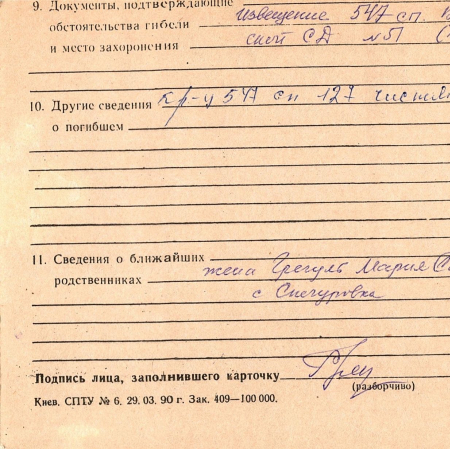 9. Документы, подтверждающие
обстоятельства гибели Извещение 547 сп.
и место захоронения ской СД №51
10. Другие сведения кр-ц 547 сп 127
о погибшем
11. Сведения о ближайших
родственниках жена Грегуль Мария
с Снегуровка
Подпись лица, заполнившего карточку
(разборчиво)
Киев. СПТУ № 6. 29. 03. 90 г. Зак. 409—100 000.